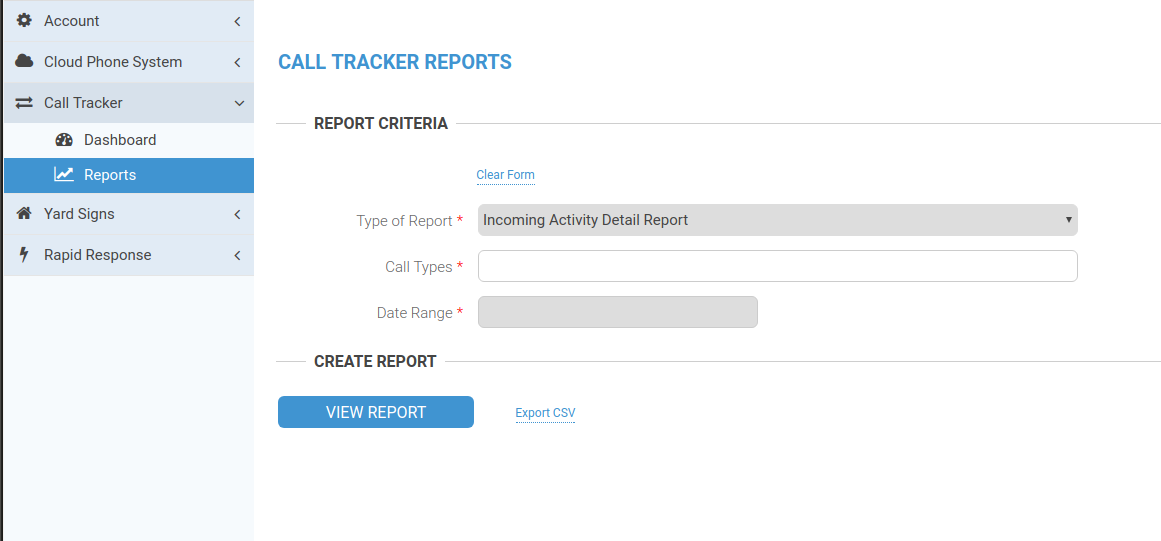 Account
Cloud Phone System
Call Tracker
Dashboard
Reports
Yard Signs
Rapid Response
CALL TRACKER REPORTS
REPORT CRITERIA
Clear Form
Type of Report * Incoming Activity Detail Report
Call Types *
Date Range *
CREATE REPORT
VIEW REPORT Export CSV